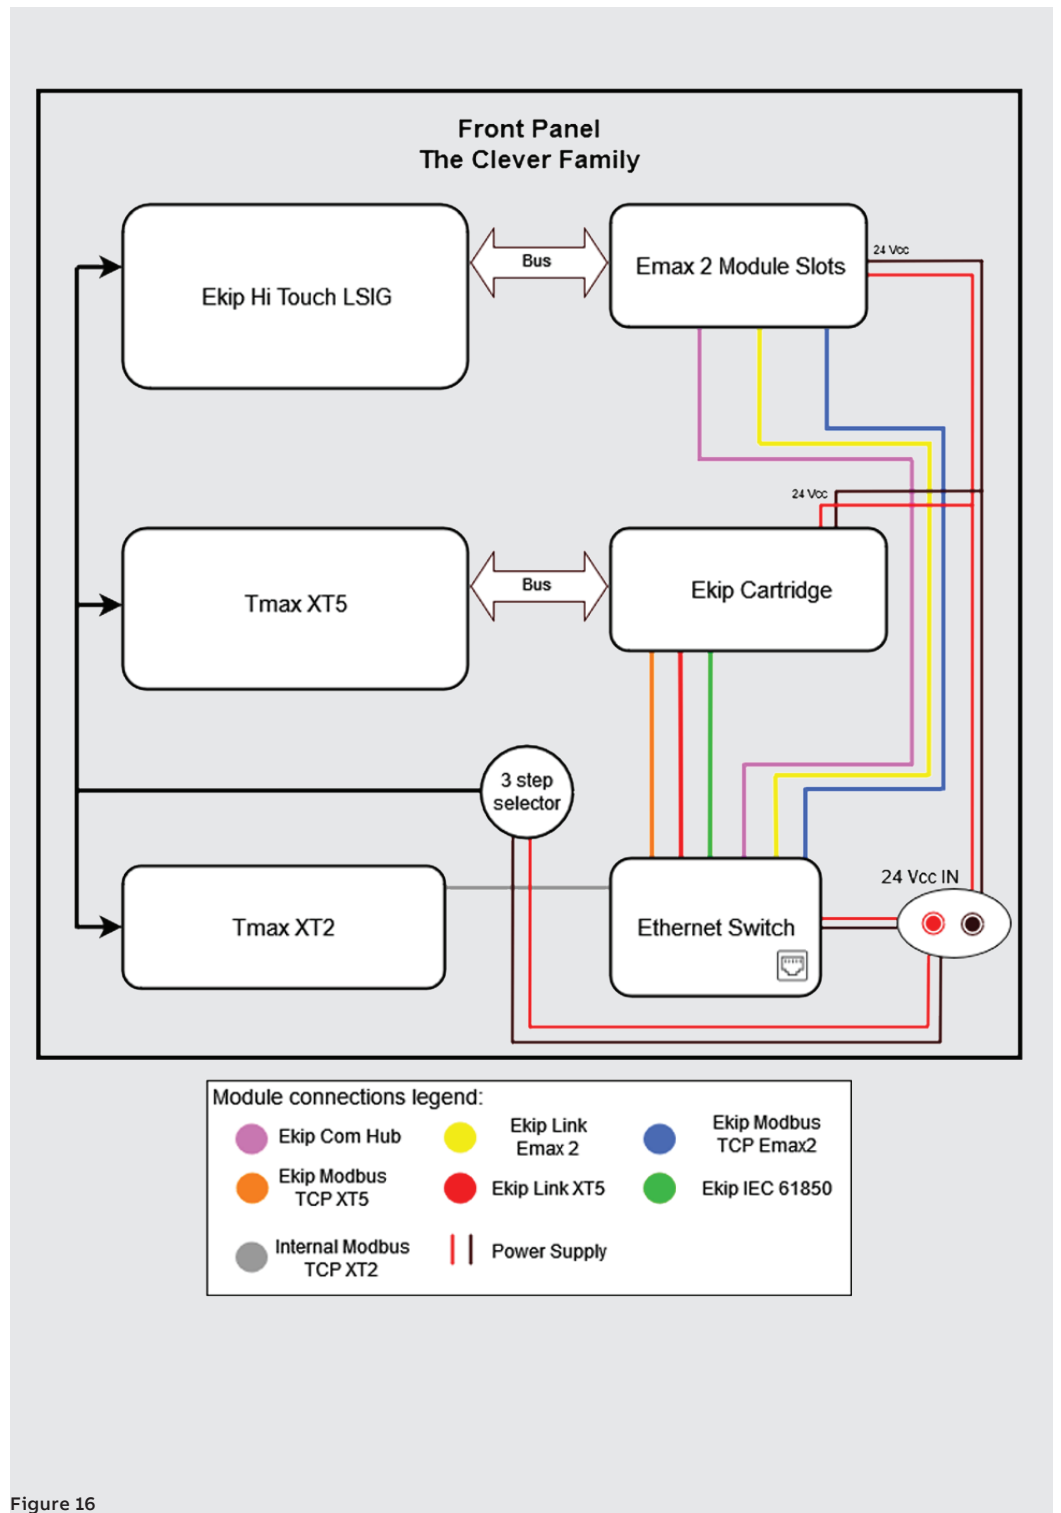 Front Panel
The Clever Family
Ekip Hi Touch LSIG
Bus
Emax 2 Module Slots
24 Vcc
24 Vcc
Tmax XT5
Bus
Ekip Cartridge
3 step
selector
24 Vcc IN
Tmax XT2
Ethernet Switch
Module connections legend:
Ekip Com Hub
Ekip Link
Emax 2
Ekip Modbus
TCP Emax2
Ekip Modbus
TCP XT5
Ekip Link XT5
Ekip IEC 61850
Internal Modbus
TCP XT2
Power Supply
Figure 16